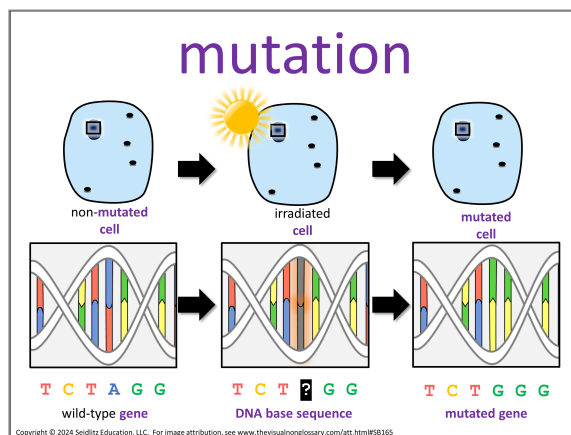 mutation
non-mutated
cell
irradiated
cell
mutated
cell
T C T A G G
T C T ? G G
T C T G G G
wild-type gene
DNA base sequence
mutated gene
Copyright © 2024 Seidlitz Education, LLC. For image attribution, see www.thevisualnonglossary.com/att.html#SB165